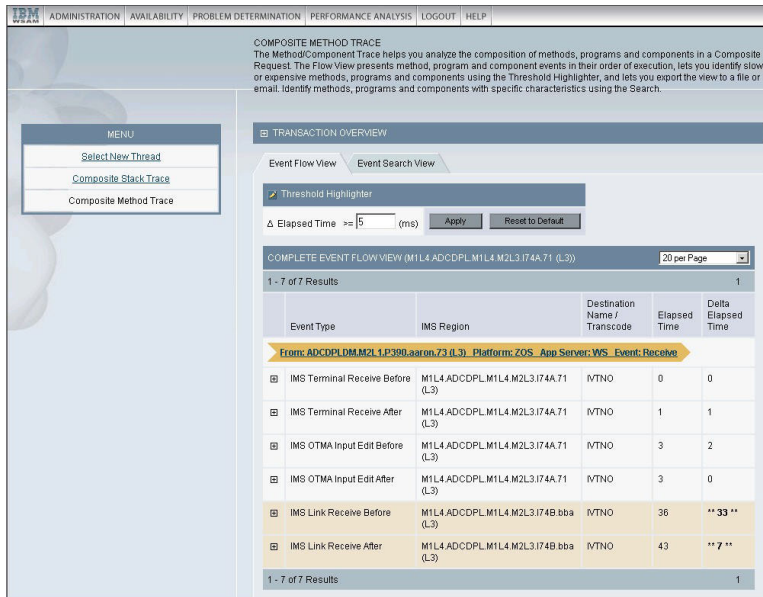 IBM
WSAM
ADMINISTRATION AVAILABILITY PROBLEM DETERMINATION PERFORMANCE ANALYSIS LOGOUT HELP
COMPOSITE METHOD TRACE
The Method/Component Trace helps you analyze the composition of methods, programs and components in a Composite
Request. The Flow View presents method, program and component events in their order of execution, lets you identify slow
or expensive methods, programs and components using the Threshold Highlighter, and lets you export the view to a file or
email. Identify methods, programs and components with specific characteristics using the Search.
MENU
Select New Thread
Composite Stack Trace
Composite Method Trace
TRANSACTION OVERVIEW
Event Flow View Event Search View
Threshold Highlighter
Δ Elapsed Time >= 5 (ms) Apply Reset to Default
COMPLETE EVENT FLOW VIEW (M1L4.ADCDPL.M1L4.M2L3.I74A.71 (L3)) 20 per Page
1 - 7 of 7 Results 1
Event Type IMS Region Destination Name / Transcode Elapsed Time Delta Elapsed Time
From: ADCDPLDM.M2L1.P390.aaron.73 (L3) Platform: ZOS App Server: WS Event: Receive
IMS Terminal Receive Before M1L4.ADCDPL.M1L4.M2L3.I74A.71 (L3) IVTNO 0 0
IMS Terminal Receive After M1L4.ADCDPL.M1L4.M2L3.I74A.71 (L3) IVTNO 1 1
IMS OTMA Input Edit Before M1L4.ADCDPL.M1L4.M2L3.I74A.71 (L3) IVTNO 3 2
IMS OTMA Input Edit After M1L4.ADCDPL.M1L4.M2L3.I74A.71 (L3) IVTNO 3 0
IMS Link Receive Before M1L4.ADCDPL.M1L4.M2L3.I74B.bba (L3) IVTNO 36 ** 33 **
IMS Link Receive After M1L4.ADCDPL.M1L4.M2L3.I74B.bba (L3) IVTNO 43 ** 7 **
1 - 7 of 7 Results 1